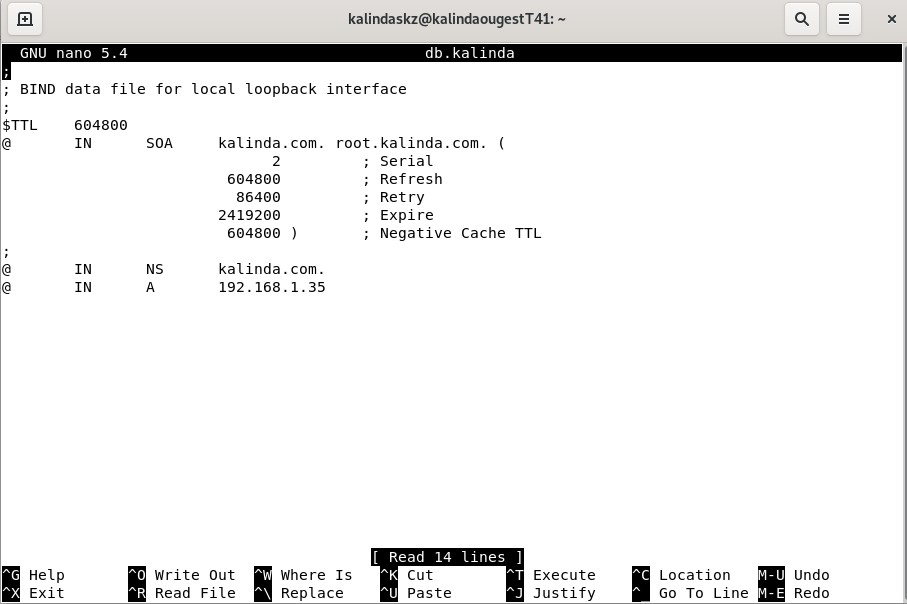 kalindaskz@kalindaougestT41: ~
GNU nano 5.4 db.kalinda
;
; BIND data file for local loopback interface
;
$TTL 604800
@ IN SOA kalinda.com. root.kalinda.com. (
2 ; Serial
604800 ; Refresh
86400 ; Retry
2419200 ; Expire
604800 ) ; Negative Cache TTL
;
@ IN NS kalinda.com.
@ IN A 192.168.1.35
[ Read 14 lines ]
^G Help ^O Write Out ^W Where Is ^K Cut ^T Execute ^C Location M-U Undo
^X Exit ^R Read File ^\ Replace ^U Paste ^J Justify ^_ Go To Line M-E Redo